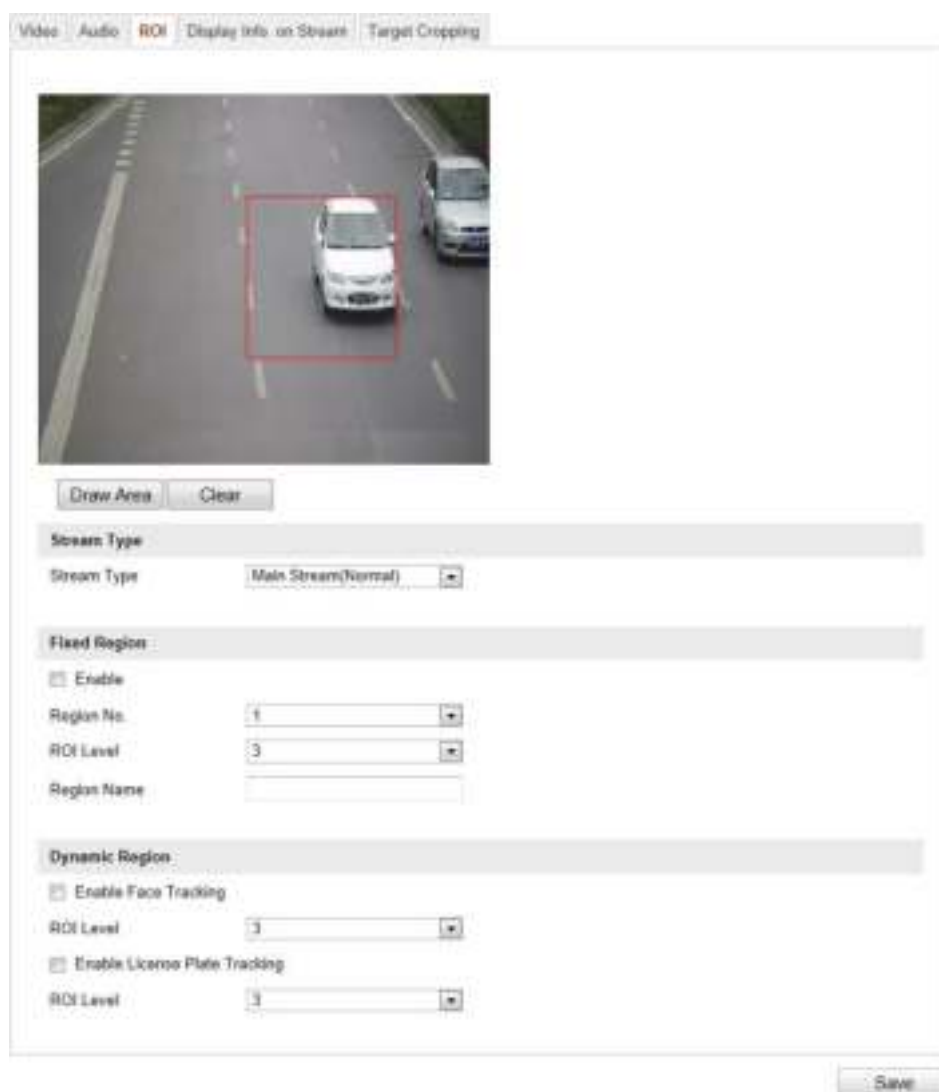 Video Audio ROI Display Info. on Stream Target Cropping
Draw Area Clear
Stream Type
Stream Type Main Stream(Normal)
Fixed Region
Enable
Region No. 1
ROI Level 3
Region Name
Dynamic Region
Enable Face Tracking
ROI Level 3
Enable License Plate Tracking
ROI Level 3
Save